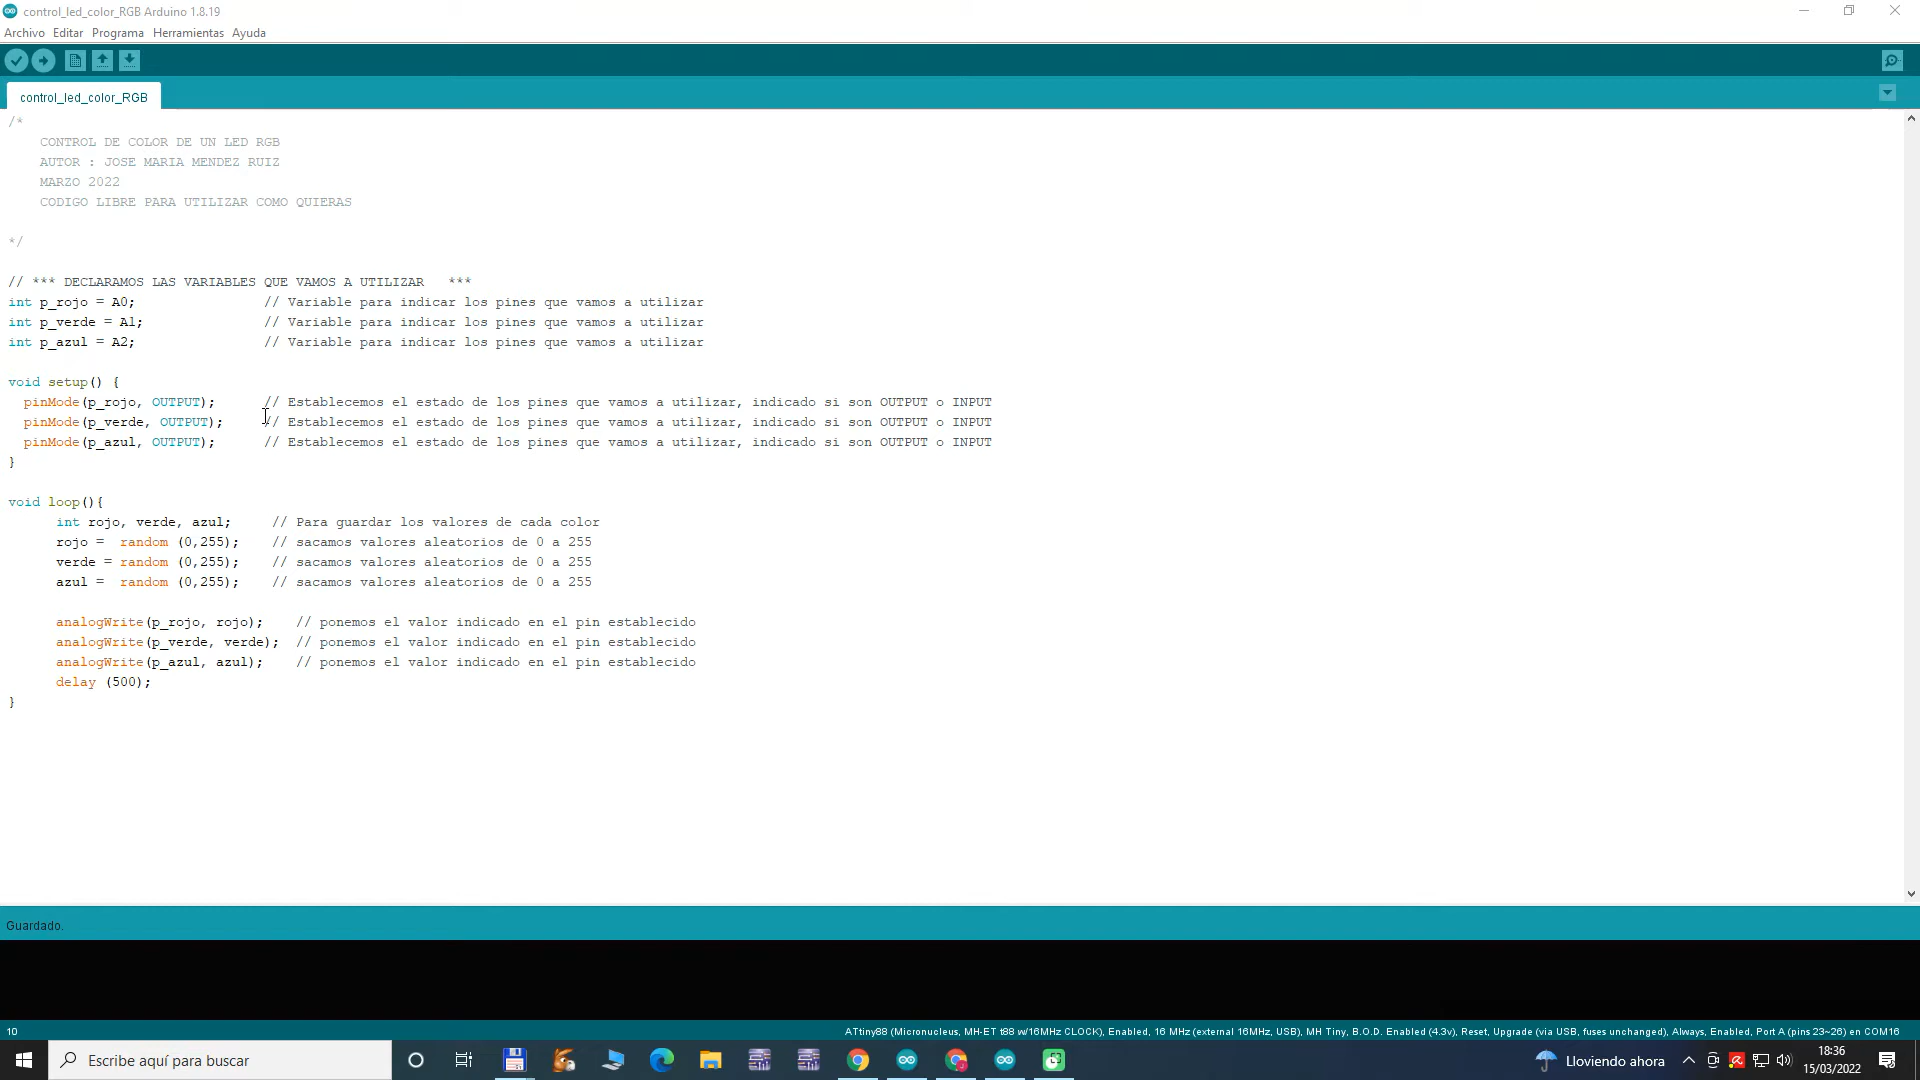 control_led_color_RGB Arduino 1.8.19
Archivo Editar Programa Herramientas Ayuda
control_led_color_RGB
/*
CONTROL DE COLOR DE UN LED RGB
AUTOR : JOSE MARIA MENDEZ RUIZ
MARZO 2022
CODIGO LIBRE PARA UTILIZAR COMO QUIERAS
*/
// *** DECLARAMOS LAS VARIABLES QUE VAMOS A UTILIZAR ***
int p_rojo = A0; // Variable para indicar los pines que vamos a utilizar
int p_verde = A1; // Variable para indicar los pines que vamos a utilizar
int p_azul = A2; // Variable para indicar los pines que vamos a utilizar
void setup() {
pinMode(p_rojo, OUTPUT); // Establecemos el estado de los pines que vamos a utilizar, indicado si son OUTPUT o INPUT
pinMode(p_verde, OUTPUT); // Establecemos el estado de los pines que vamos a utilizar, indicado si son OUTPUT o INPUT
pinMode(p_azul, OUTPUT); // Establecemos el estado de los pines que vamos a utilizar, indicado si son OUTPUT o INPUT
}
void loop(){
int rojo, verde, azul; // Para guardar los valores de cada color
rojo = random (0,255); // sacamos valores aleatorios de 0 a 255
verde = random (0,255); // sacamos valores aleatorios de 0 a 255
azul = random (0,255); // sacamos valores aleatorios de 0 a 255
analogWrite(p_rojo, rojo); // ponemos el valor indicado en el pin establecido
analogWrite(p_verde, verde); // ponemos el valor indicado en el pin establecido
analogWrite(p_azul, azul); // ponemos el valor indicado en el pin establecido
delay (500);
}
Guardado.
10 ATtiny88 (Micronucleus, MH-ET t88 w/16MHz CLOCK), Enabled, 16 MHz (external 16MHz, USB), MH Tiny, B.O.D. Enabled (4.3v), Reset, Upgrade (via USB, fuses unchanged), Always, Enabled, Port A (pins 23~26) en COM16
Escribe aquí para buscar
Lloviendo ahora
18:36
15/03/2022